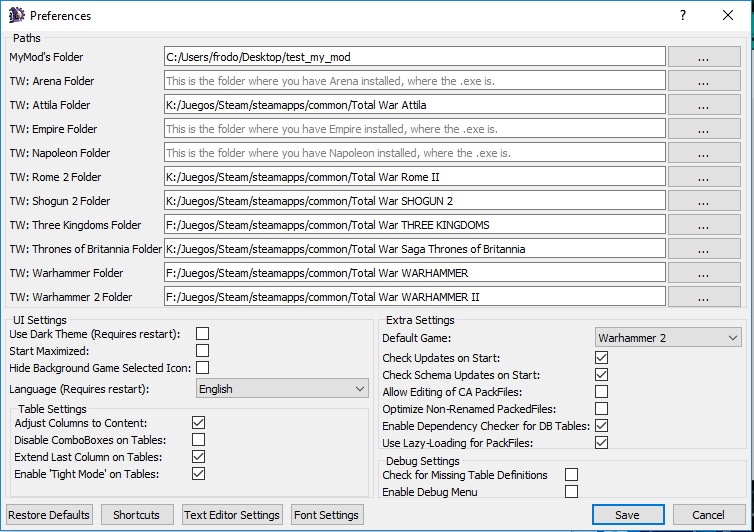 Preferences
?
Paths
MyMod's Folder C:/Users/frodo/Desktop/test_my_mod ...
TW: Arena Folder This is the folder where you have Arena installed, where the .exe is. ...
TW: Attila Folder K:/Juegos/Steam/steamapps/common/Total War Attila ...
TW: Empire Folder This is the folder where you have Empire installed, where the .exe is. ...
TW: Napoleon Folder This is the folder where you have Napoleon installed, where the .exe is. ...
TW: Rome 2 Folder K:/Juegos/Steam/steamapps/common/Total War Rome II ...
TW: Shogun 2 Folder K:/Juegos/Steam/steamapps/common/Total War SHOGUN 2 ...
TW: Three Kingdoms Folder F:/Juegos/Steam/steamapps/common/Total War THREE KINGDOMS ...
TW: Thrones of Britannia Folder K:/Juegos/Steam/steamapps/common/Total War Saga Thrones of Britannia ...
TW: Warhammer Folder F:/Juegos/Steam/steamapps/common/Total War WARHAMMER ...
TW: Warhammer 2 Folder F:/Juegos/Steam/steamapps/common/Total War WARHAMMER II ...
UI Settings
Use Dark Theme (Requires restart):
Start Maximized:
Hide Background Game Selected Icon:
Language (Requires restart): English
Table Settings
Adjust Columns to Content:
Disable ComboBoxes on Tables:
Extend Last Column on Tables:
Enable 'Tight Mode' on Tables:
Extra Settings
Default Game: Warhammer 2
Check Updates on Start:
Check Schema Updates on Start:
Allow Editing of CA PackFiles:
Optimize Non-Renamed PackedFiles:
Enable Dependency Checker for DB Tables:
Use Lazy-Loading for PackFiles:
Debug Settings
Check for Missing Table Definitions
Enable Debug Menu
Restore Defaults Shortcuts Text Editor Settings Font Settings Save Cancel